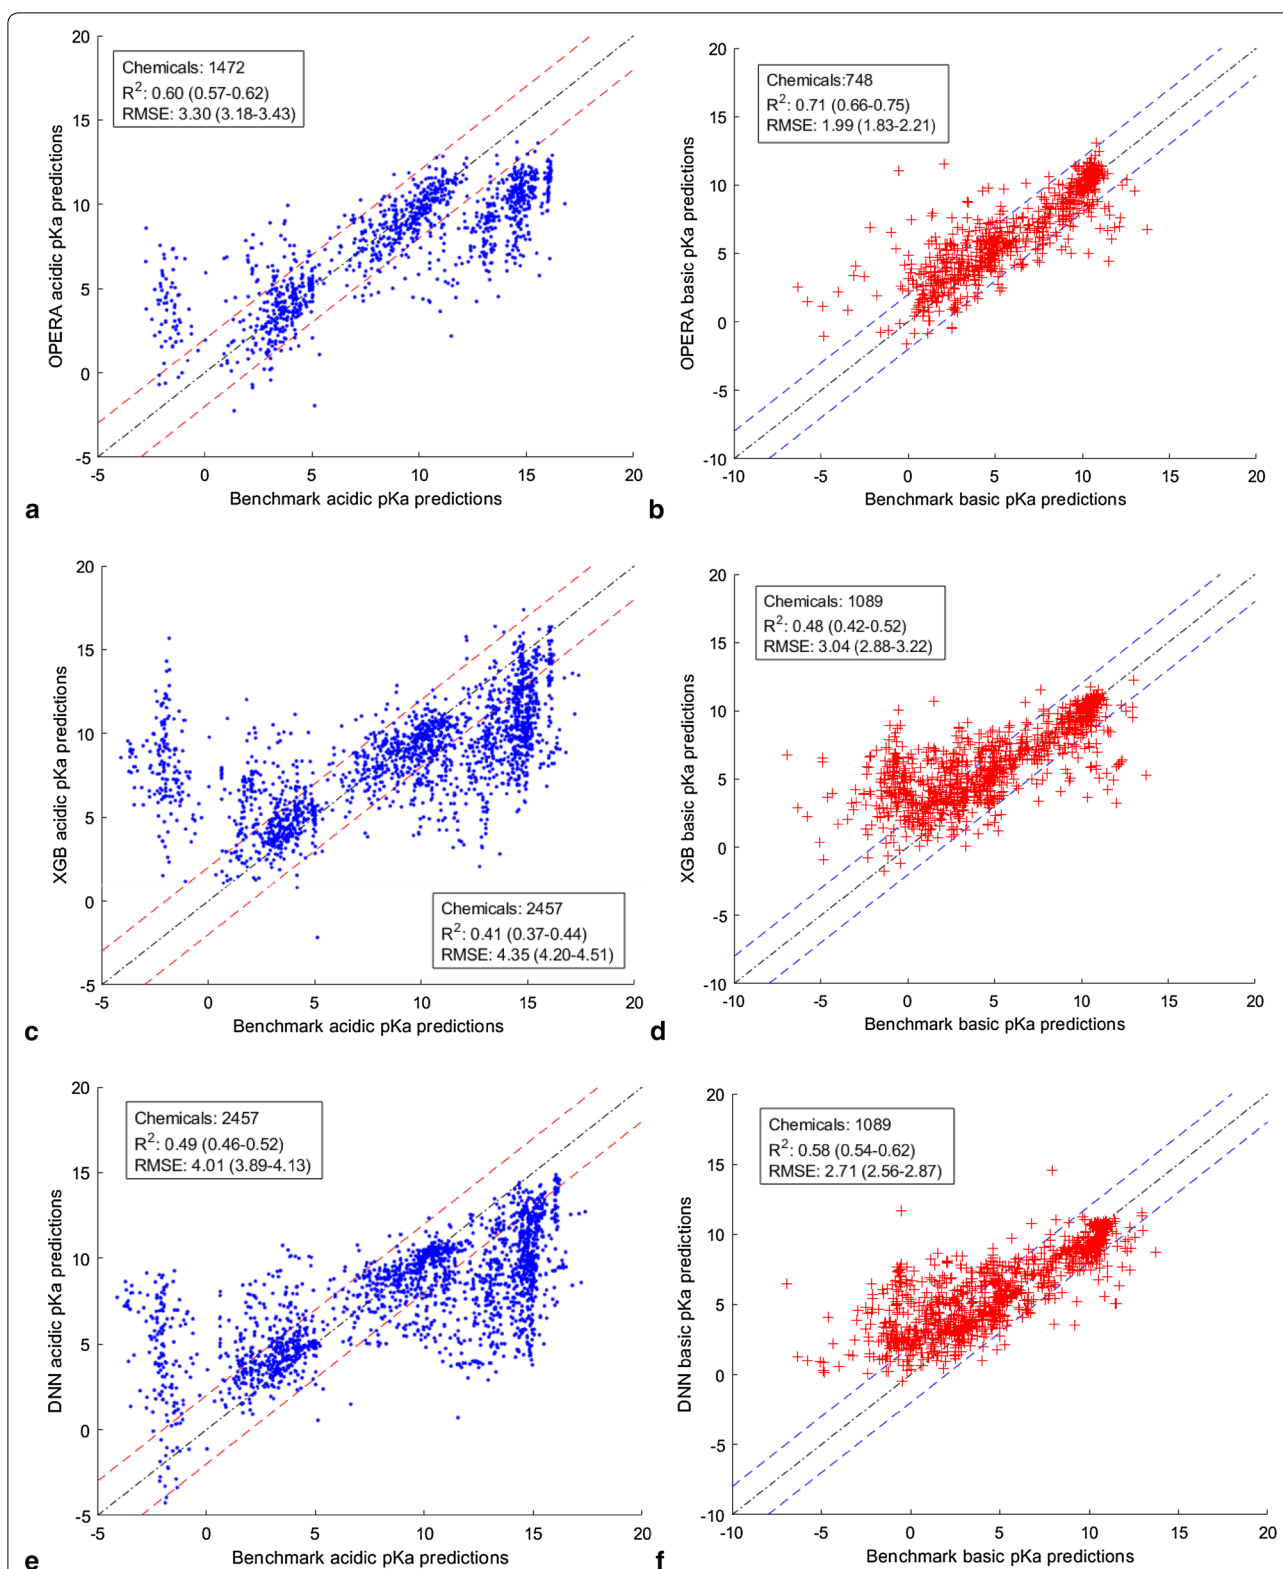 20
15
10
5
0
-5
-5 0 5 10 15 20
OPERA acidic pKa predictions
Chemicals: 1472
R²: 0.60 (0.57-0.62)
RMSE: 3.30 (3.18-3.43)
Benchmark acidic pKa predictions
a
20
15
10
5
0
-5
-10
-10 -5 0 5 10 15 20
OPERA basic pKa predictions
Chemicals:748
R²: 0.71 (0.66-0.75)
RMSE: 1.99 (1.83-2.21)
Benchmark basic pKa predictions
b
20
15
10
5
0
-5
-5 0 5 10 15 20
XGB acidic pKa predictions
Chemicals: 2457
R²: 0.41 (0.37-0.44)
RMSE: 4.35 (4.20-4.51)
Benchmark acidic pKa predictions
c
20
15
10
5
0
-5
-10
-10 -5 0 5 10 15 20
XGB basic pKa predictions
Chemicals: 1089
R²: 0.48 (0.42-0.52)
RMSE: 3.04 (2.88-3.22)
Benchmark basic pKa predictions
d
20
15
10
5
0
-5
-5 0 5 10 15 20
DNN acidic pKa predictions
Chemicals: 2457
R²: 0.49 (0.46-0.52)
RMSE: 4.01 (3.89-4.13)
Benchmark acidic pKa predictions
e
20
15
10
5
0
-5
-10
-10 -5 0 5 10 15 20
DNN basic pKa predictions
Chemicals: 1089
R²: 0.58 (0.54-0.62)
RMSE: 2.71 (2.56-2.87)
Benchmark basic pKa predictions
f